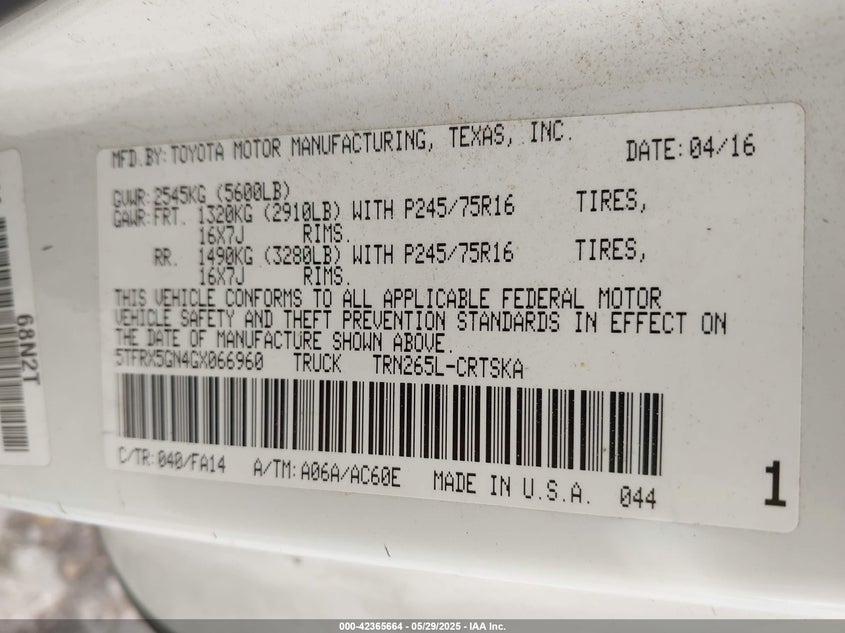 MFD.BY:TOYOTA MOTOR MANUFACTURING, TEXAS, INC. DATE:04/16
GVWR:2545KG (5600LB)
GAWR:FRT. 1320KG (2910LB) WITH P245/75R16 TIRES,
16X7J RIMS.
RR. 1490KG (3280LB) WITH P245/75R16 TIRES,
16X7J RIMS.
THIS VEHICLE CONFORMS TO ALL APPLICABLE FEDERAL MOTOR
VEHICLE SAFETY AND THEFT PREVENTION STANDARDS IN EFFECT ON
THE DATE OF MANUFACTURE SHOWN ABOVE.
5TFRX5GN4GX066960 TRUCK TRN265L-CRTSKA
C/TR:040/FA14 A/TM:A06A/AC60E MADE IN U.S.A. 044 1
68N2T
000-42365664 - 05/29/2025 - IAA Inc.